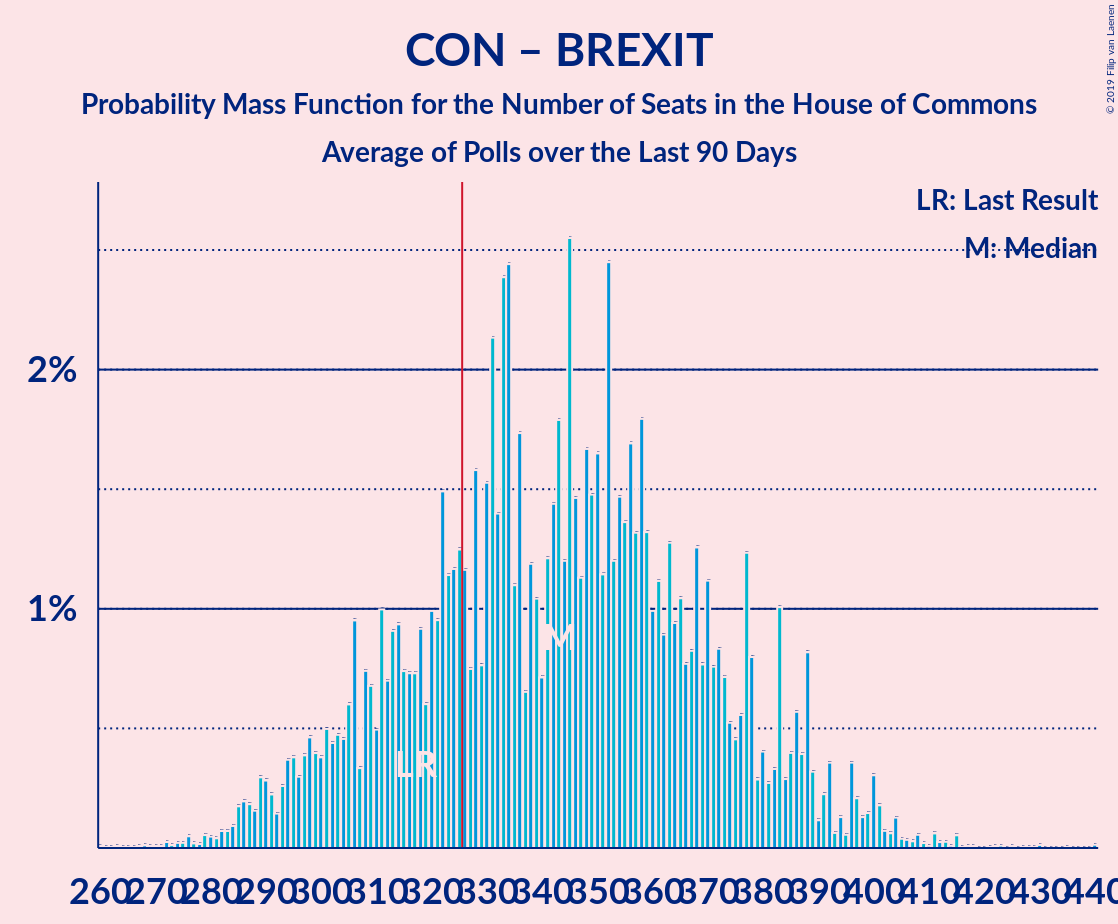 CON – BREXIT
Probability Mass Function for the Number of Seats in the House of Commons
Average of Polls over the Last 90 Days
© 2019 Filip van Laenen
LR: Last Result
M: Median
2%
1%
M
LR
260 270 280 290 300 310 320 330 340 350 360 370 380 390 400 410 420 430 440